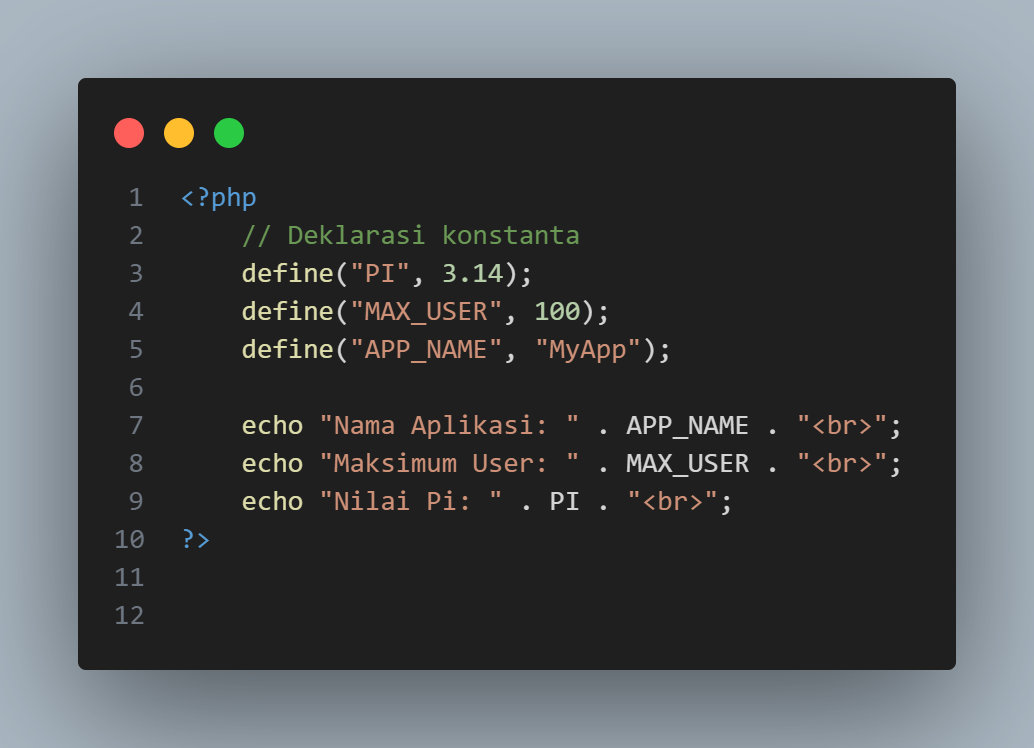 1 <?php
2     // Deklarasi konstanta
3     define("PI", 3.14);
4     define("MAX_USER", 100);
5     define("APP_NAME", "MyApp");
6
7     echo "Nama Aplikasi: " . APP_NAME . "<br>";
8     echo "Maksimum User: " . MAX_USER . "<br>";
9     echo "Nilai Pi: " . PI . "<br>";
10 ?>
11
12